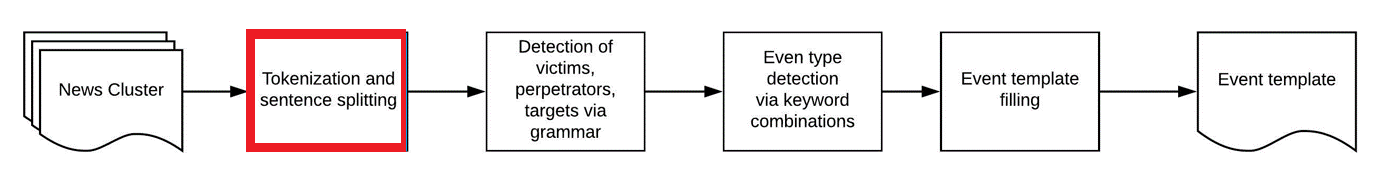 News Cluster
Tokenization and
sentence splitting
Detection of
victims,
perpetrators,
targets via
grammar
Even type
detection
via keyword
combinations
Event template
filling
Event template